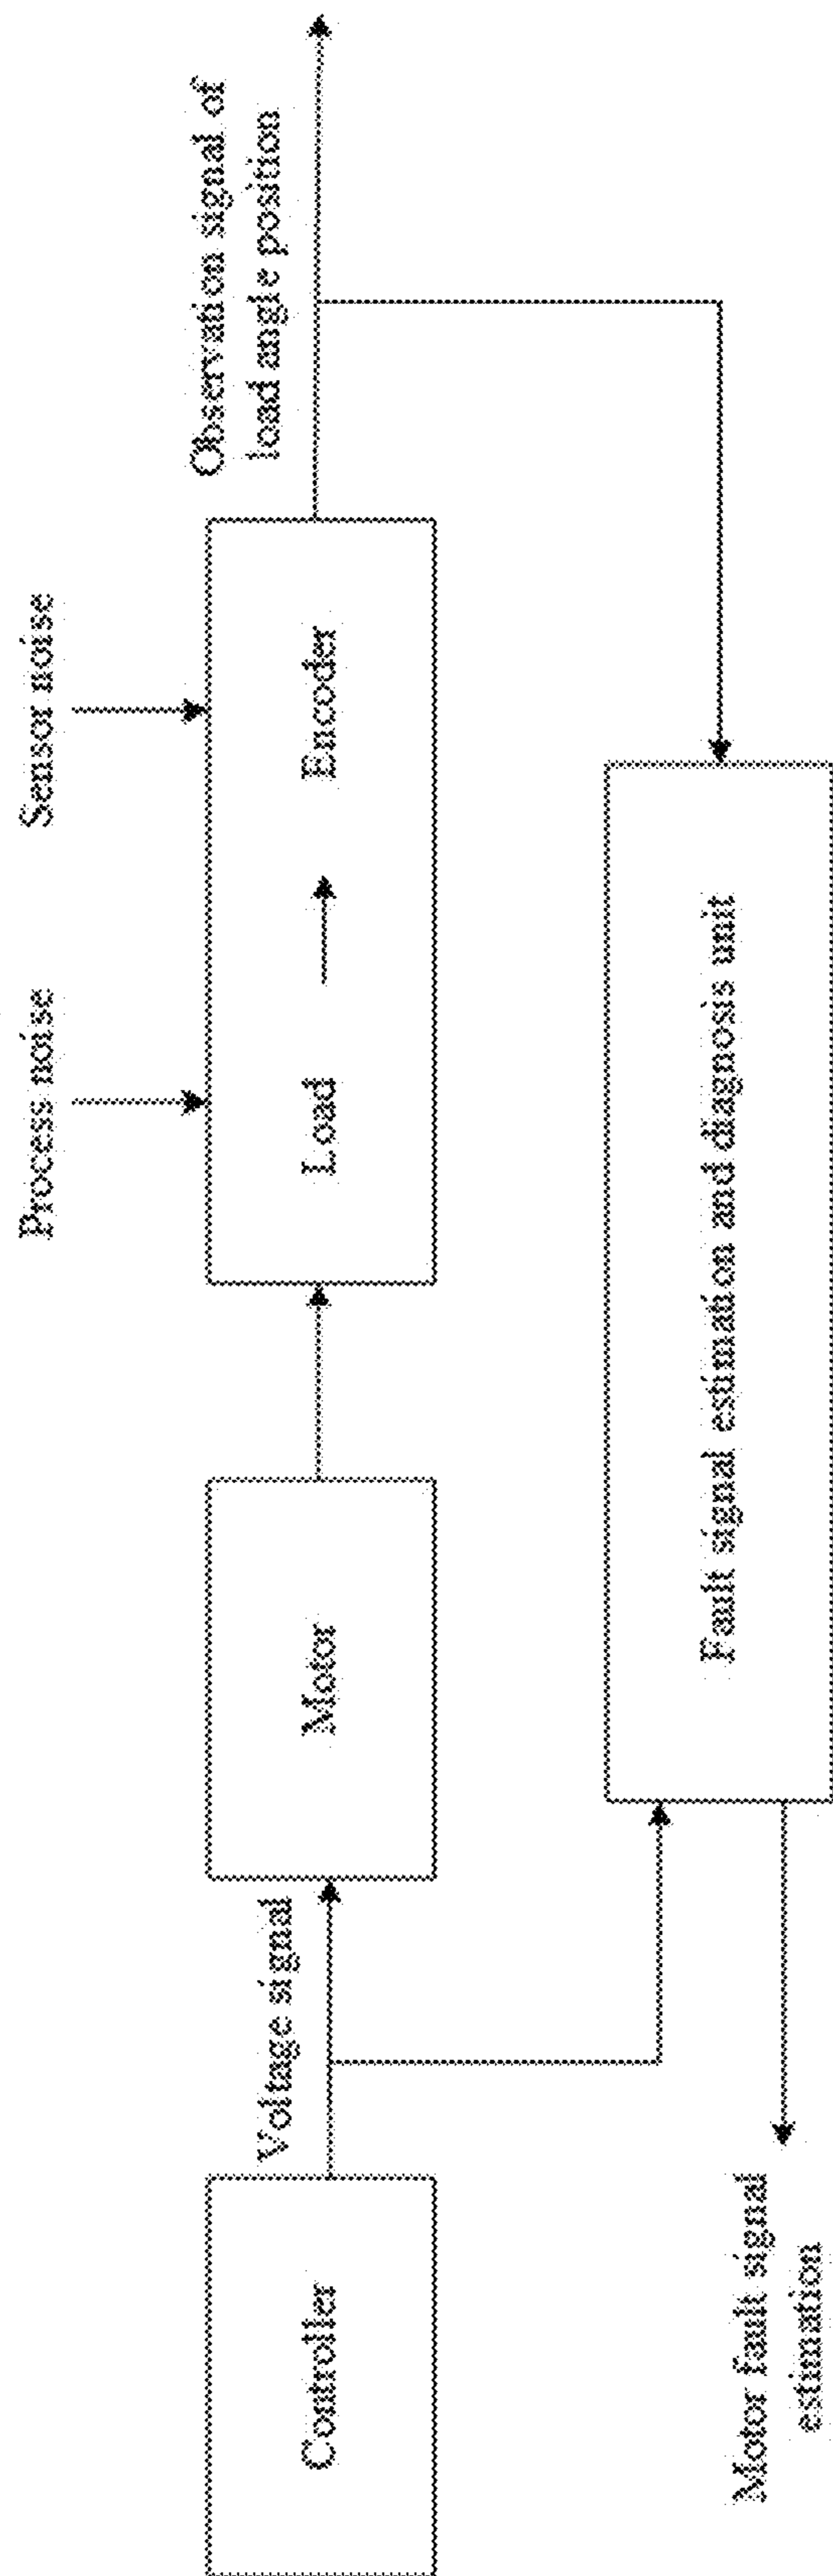 Process noise
Sensor noise
Observation signal of
load angle position
Controller
Voltage signal
Motor
Load
Encoder
Fault signal estimation and diagnosis unit
Motor fault signal
estimation